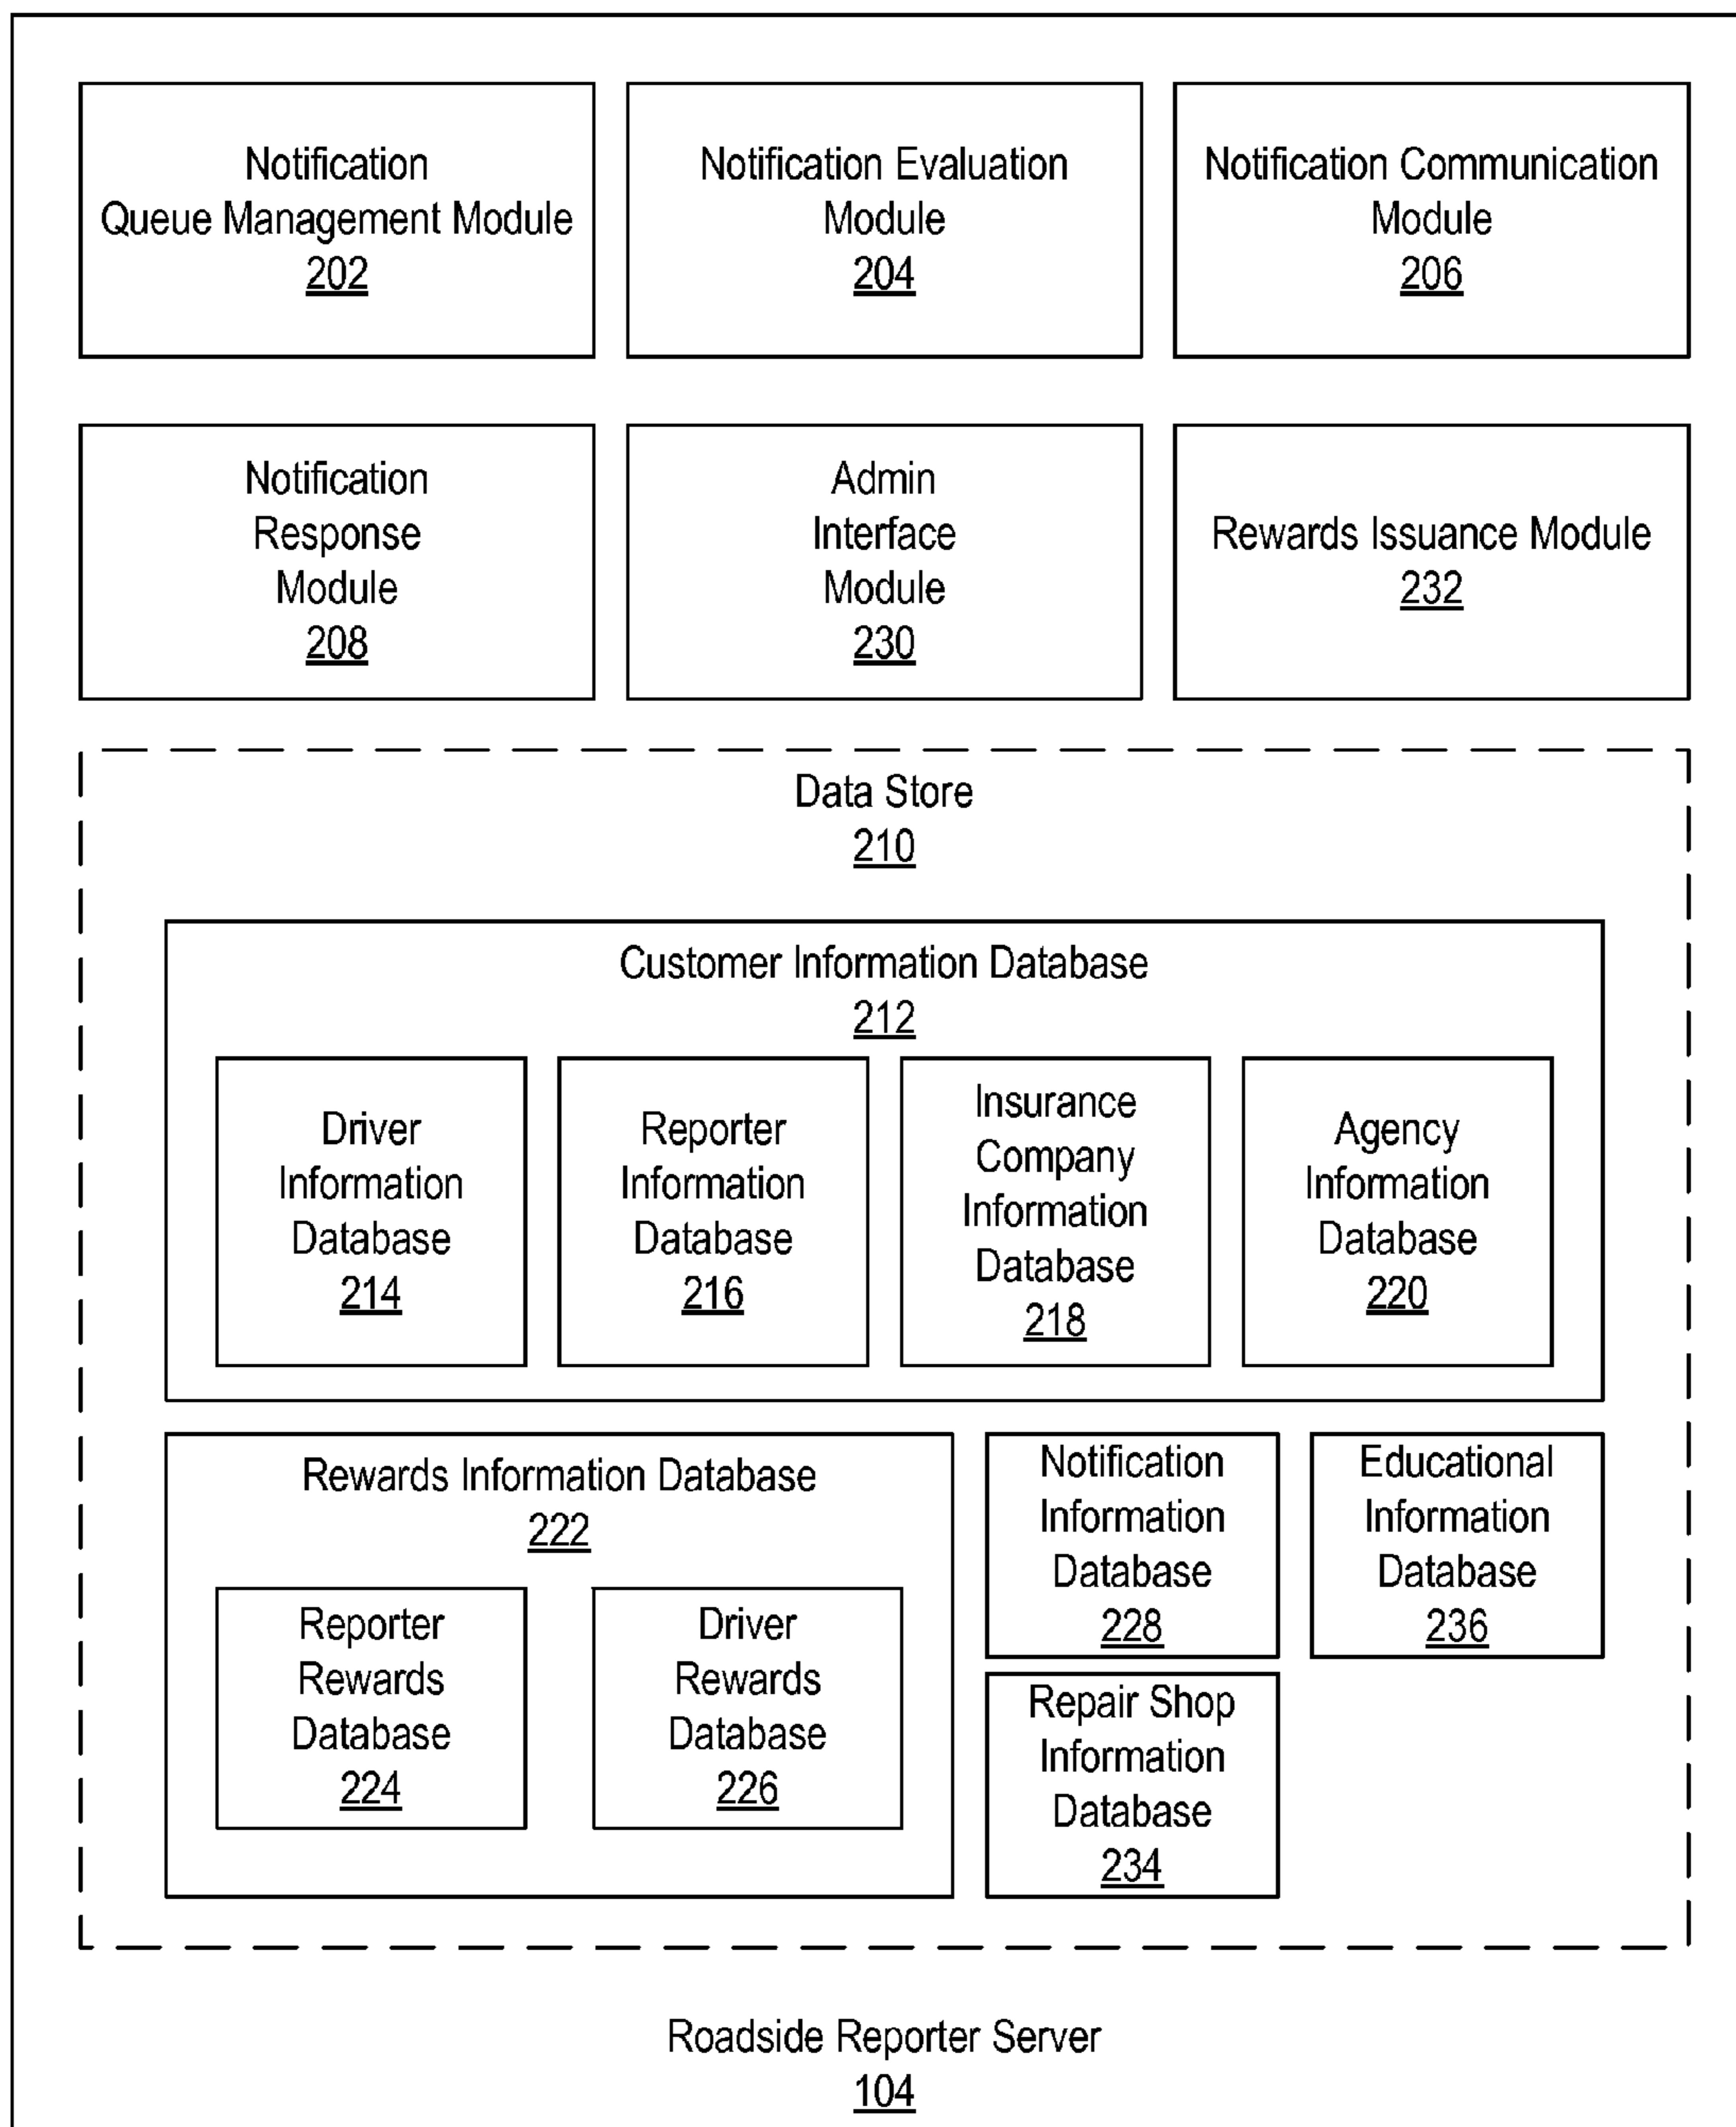 Notification
Queue Management Module
202
Notification Evaluation
Module
204
Notification Communication
Module
206
Notification
Response
Module
208
Admin
Interface
Module
230
Rewards Issuance Module
232
Data Store
210
Customer Information Database
212
Driver
Information
Database
214
Reporter
Information
Database
216
Insurance
Company
Information
Database
218
Agency
Information
Database
220
Rewards Information Database
222
Reporter
Rewards
Database
224
Driver
Rewards
Database
226
Notification
Information
Database
228
Educational
Information
Database
236
Repair Shop
Information
Database
234
Roadside Reporter Server
104